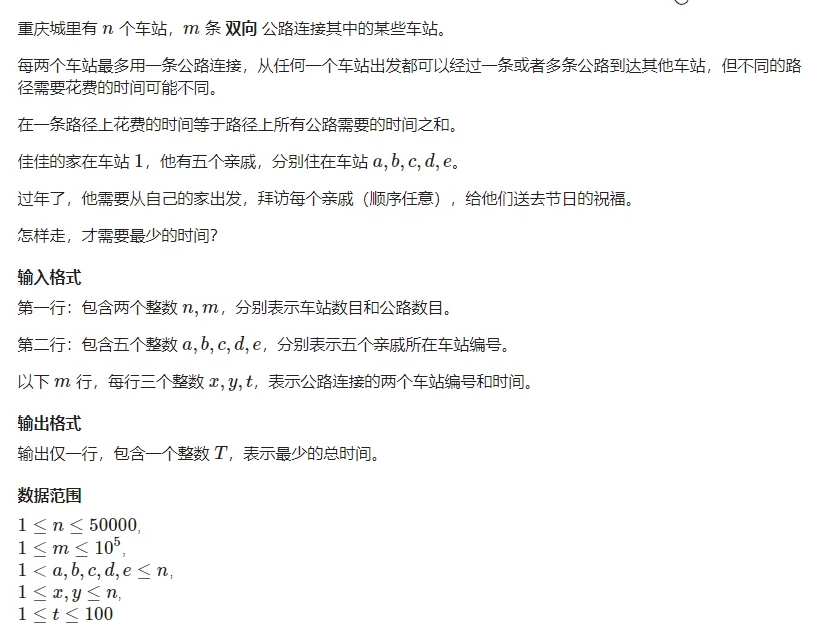 重庆城里有 n 个车站，m 条 双向 公路连接其中的某些车站。
每两个车站最多用一条公路连接，从任何一个车站出发都可以经过一条或者多条公路到达其他车站，但不同的路
径需要花费的时间可能不同。
在一条路径上花费的时间等于路径上所有公路需要的时间之和。
佳佳的家在车站 1，他有五个亲戚，分别住在车站 a, b, c, d, e。
过年了，他需要从自己的家出发，拜访每个亲戚（顺序任意），给他们送去节日的祝福。
怎样走，才需要最少的时间？
输入格式
第一行：包含两个整数 n, m，分别表示车站数目和公路数目。
第二行：包含五个整数 a, b, c, d, e，分别表示五个亲戚所在车站编号。
以下 m 行，每行三个整数 x, y, t，表示公路连接的两个车站编号和时间。
输出格式
输出仅一行，包含一个整数 T，表示最少的总时间。
数据范围
1 ≤ n ≤ 50000,
1 ≤ m ≤ 10⁵,
1 < a, b, c, d, e ≤ n,
1 ≤ x, y ≤ n,
1 ≤ t ≤ 100